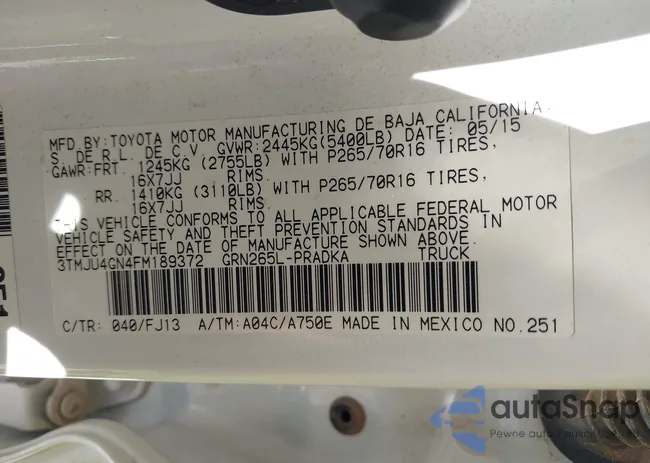 MFD.BY:TOYOTA MOTOR MANUFACTURING DE BAJA CALIFORNIA
S. DE R.L. DE C.V. GVWR:2445KG(5400LB) DATE: 05/15
GAWR:FRT. 1245KG (2755LB) WITH P265/70R16 TIRES,
16X7JJ RIMS.
RR. 1410KG (3110LB) WITH P265/70R16 TIRES,
16X7JJ RIMS.
THIS VEHICLE CONFORMS TO ALL APPLICABLE FEDERAL MOTOR
VEHICLE SAFETY AND THEFT PREVENTION STANDARDS IN
EFFECT ON THE DATE OF MANUFACTURE SHOWN ABOVE.
3TMJU4GN4FM189372 GRN265L-PRADKA TRUCK
C/TR: 040/FJ13 A/TM:A04C/A750E MADE IN MEXICO NO.251
autoSnap
Pewne auto